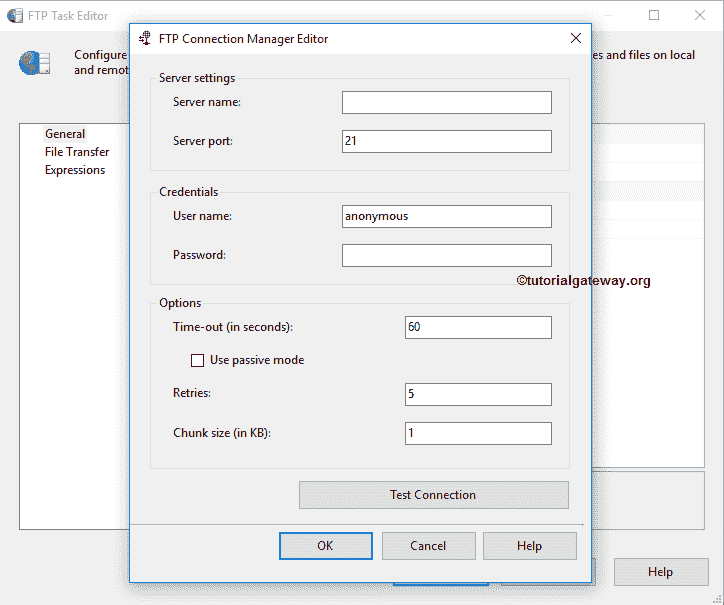 FTP Task Editor
Configure
and remot
es and files on local
General
File Transfer
Expressions
FTP Connection Manager Editor
Server settings
Server name:
Server port: 21
Credentials
User name: anonymous
Password:
©tutorialgateway.org
Options
Time-out (in seconds): 60
Use passive mode
Retries: 5
Chunk size (in KB): 1
Test Connection
OK Cancel Help
Help